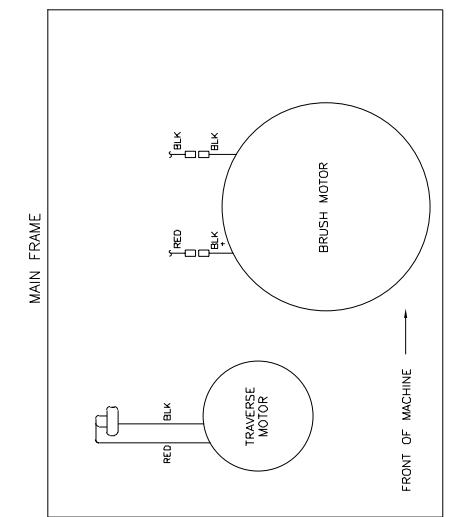 MAIN FRAME
BLK
BLK
RED
BLK
+
BRUSH MOTOR
BLK
RED
TRAVERSE
MOTOR
FRONT OF MACHINE